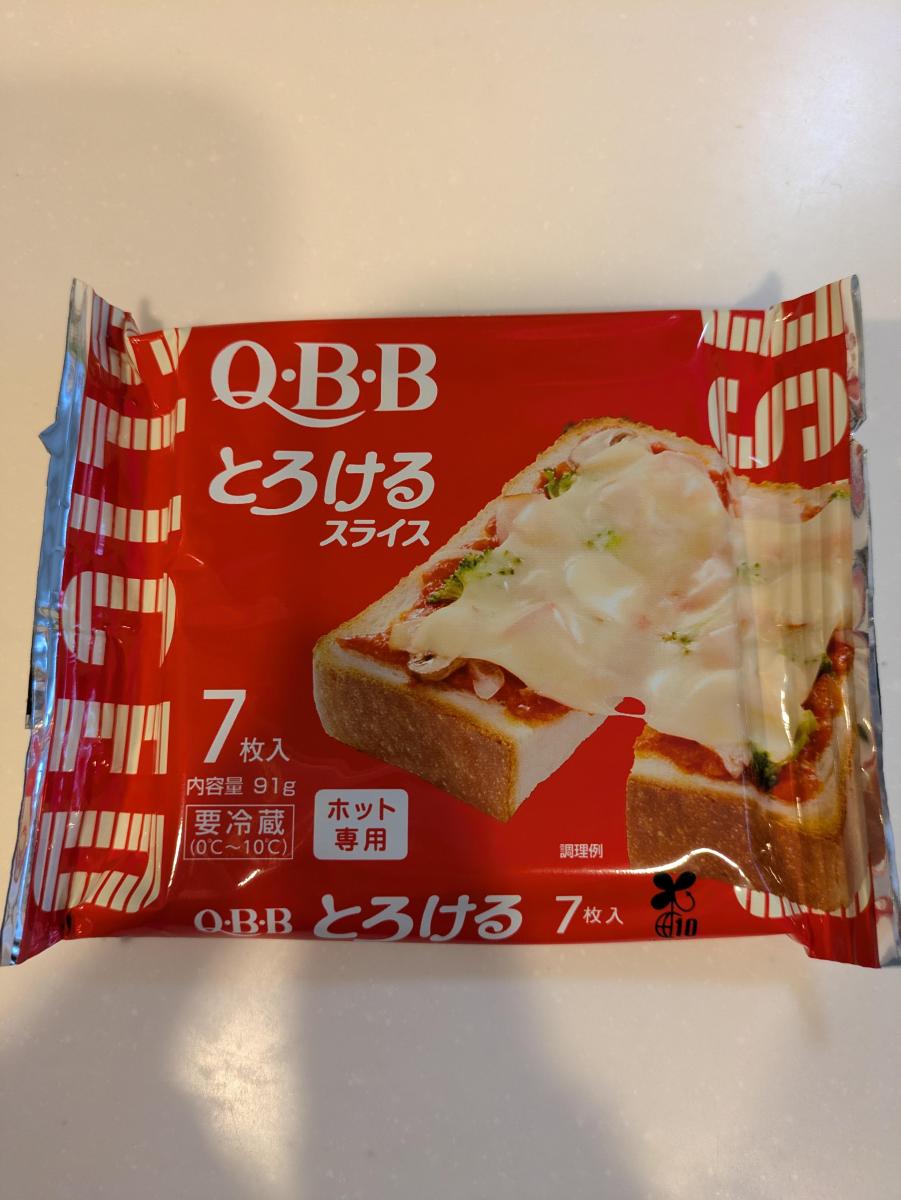 Q·B·B
とろける
スライス
7枚入
内容量 91g
要冷蔵
(0℃～10℃)
ホット
専用
調理例
Q·B·B とろける 7枚入
10